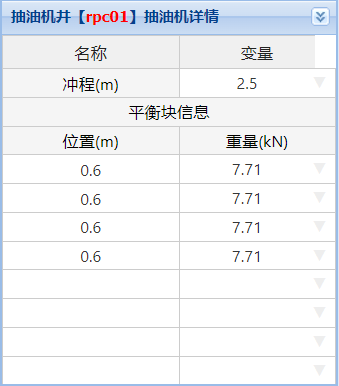 抽油机井【rpc01】抽油机详情
名称 变量
冲程(m) 2.5
平衡块信息
位置(m) 重量(kN)
0.6 7.71
0.6 7.71
0.6 7.71
0.6 7.71